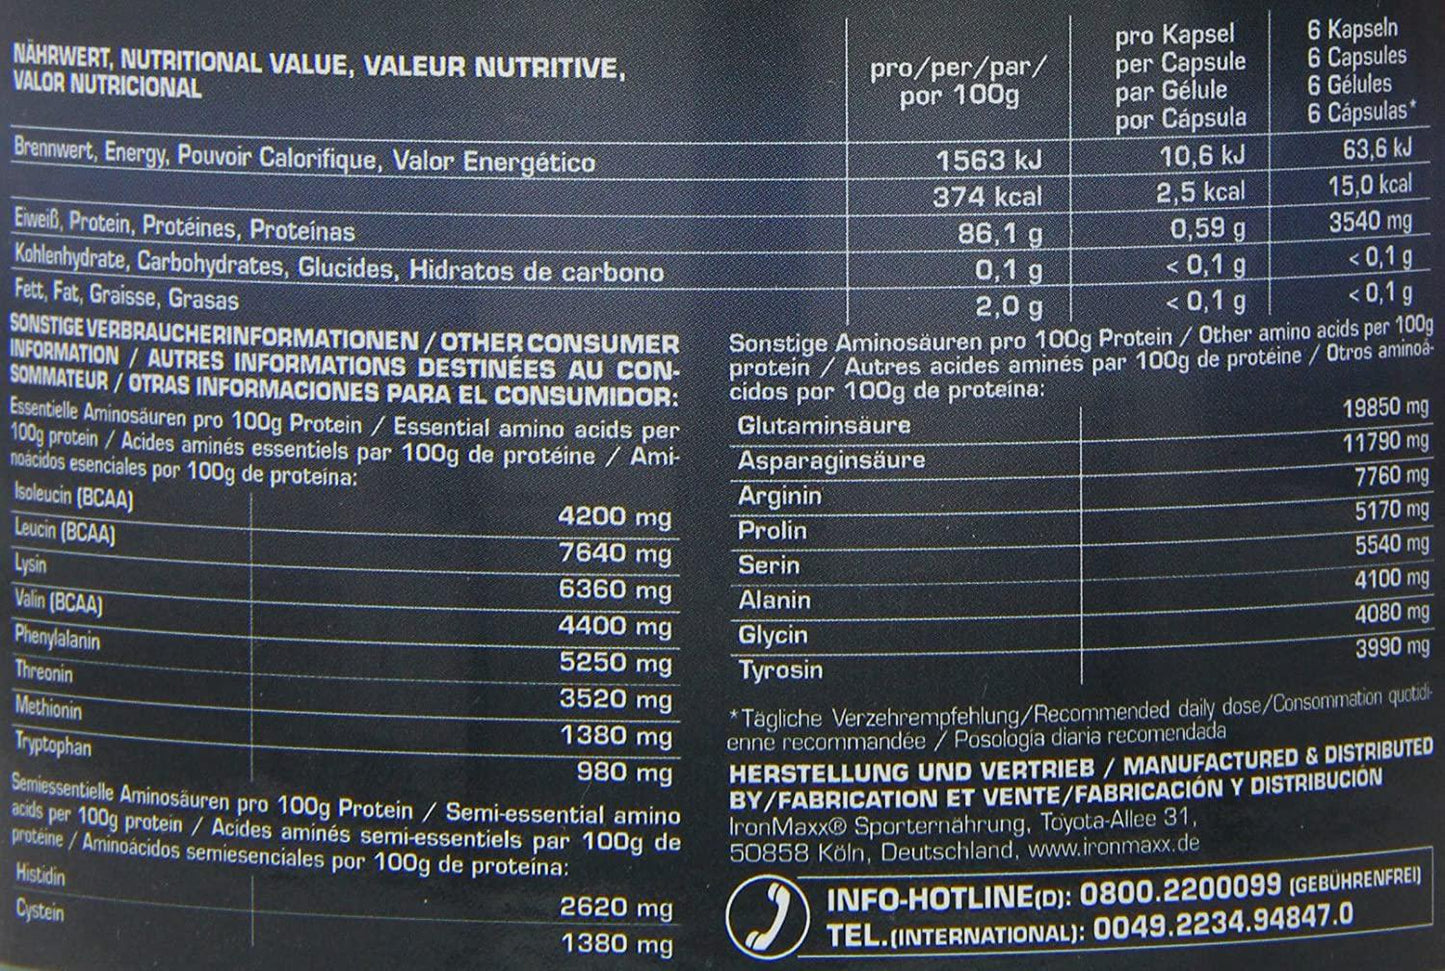 NÄHRWERT, NUTRITIONAL VALUE, VALEUR NUTRITIVE,
VALOR NUTRICIONAL
pro/per/par/
por 100g
pro Kapsel
per Capsule
par Gélule
por Cápsula
6 Kapseln
6 Capsules
6 Gélules
6 Cápsulas*
Brennwert, Energy, Pouvoir Calorifique, Valor Energético 1563 kJ 10,6 kJ 63,6 kJ
374 kcal 2,5 kcal 15,0 kcal
Eiweiß, Protein, Protéines, Proteínas 86,1 g 0,59 g 3540 mg
Kohlenhydrate, Carbohydrates, Glucides, Hidratos de carbono 0,1 g < 0,1 g < 0,1 g
Fett, Fat, Graisse, Grasas 2,0 g < 0,1 g < 0,1 g
SONSTIGE VERBRAUCHERINFORMATIONEN / OTHER CONSUMER
INFORMATION / AUTRES INFORMATIONS DESTINÉES AU CON-
SOMMATEUR / OTRAS INFORMACIONES PARA EL CONSUMIDOR:
Essentielle Aminosäuren pro 100g Protein / Essential amino acids per
100g protein / Acides aminés essentiels par 100g de protéine / Ami-
noácidos esenciales por 100g de proteína:
Isoleucin (BCAA) 4200 mg
Leucin (BCAA) 7640 mg
Lysin 6360 mg
Valin (BCAA) 4400 mg
Phenylalanin 5250 mg
Threonin 3520 mg
Methionin 1380 mg
Tryptophan 980 mg
Semiessentielle Aminosäuren pro 100g Protein / Semi-essential amino
acids per 100g protein / Acides aminés semi-essentiels par 100g de
protéine / Aminoácidos semiesenciales por 100g de proteína:
Histidin 2620 mg
Cystein 1380 mg
Sonstige Aminosäuren pro 100g Protein / Other amino acids per 100g
protein / Autres acides aminés par 100g de protéine / Otros aminoá-
cidos por 100g de proteína:
Glutaminsäure 19850 mg
Asparaginsäure 11790 mg
Arginin 7760 mg
Prolin 5170 mg
Serin 5540 mg
Alanin 4100 mg
Glycin 4080 mg
Tyrosin 3990 mg
*Tägliche Verzehrempfehlung/Recommended daily dose/Consommation quotidi-
enne recommandée / Posología diaria recomendada
HERSTELLUNG UND VERTRIEB / MANUFACTURED & DISTRIBUTED
BY/FABRICATION ET VENTE/FABRICACIÓN Y DISTRIBUCIÓN
IronMaxx® Sporternährung, Toyota-Allee 31,
50858 Köln, Deutschland, www.ironmaxx.de
INFO-HOTLINE(D): 0800.2200099 (GEBÜHRENFREI)
TEL.(INTERNATIONAL): 0049.2234.94847.0